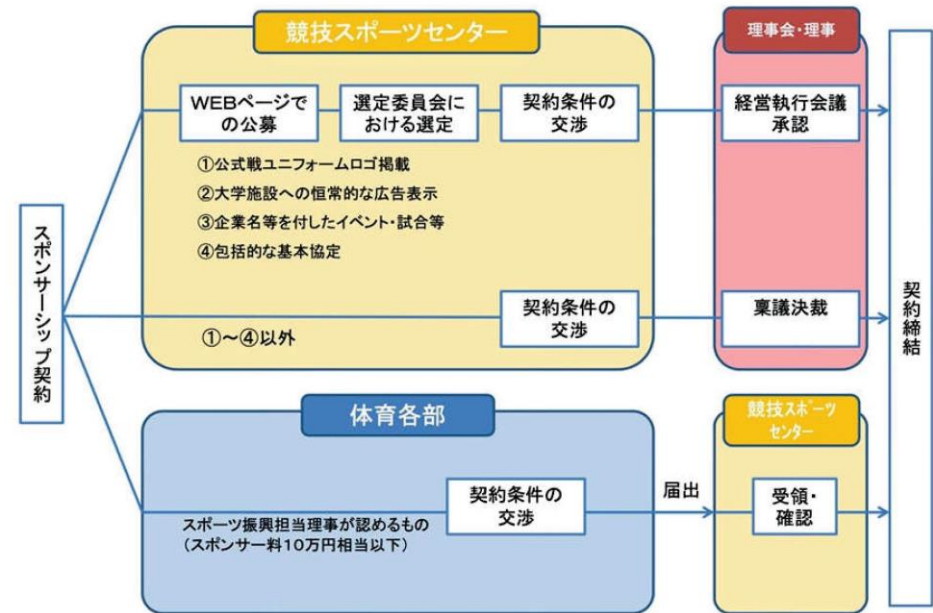 競技スポーツセンター
理事会・理事
WEBページで
の公募
選定委員会に
おける選定
契約条件の
交渉
経営執行会議
承認
①公式戦ユニフォームロゴ掲載
②大学施設への恒常的な広告表示
③企業名等を付したイベント・試合等
④包括的な基本協定
スポンサーシップ契約
①～④以外
契約条件の
交渉
稟議決裁
契約締結
体育各部
競技スポーツ
センター
スポーツ振興担当理事が認めるもの
（スポンサー料10万円相当以下）
契約条件の
交渉
届出
受領・
確認